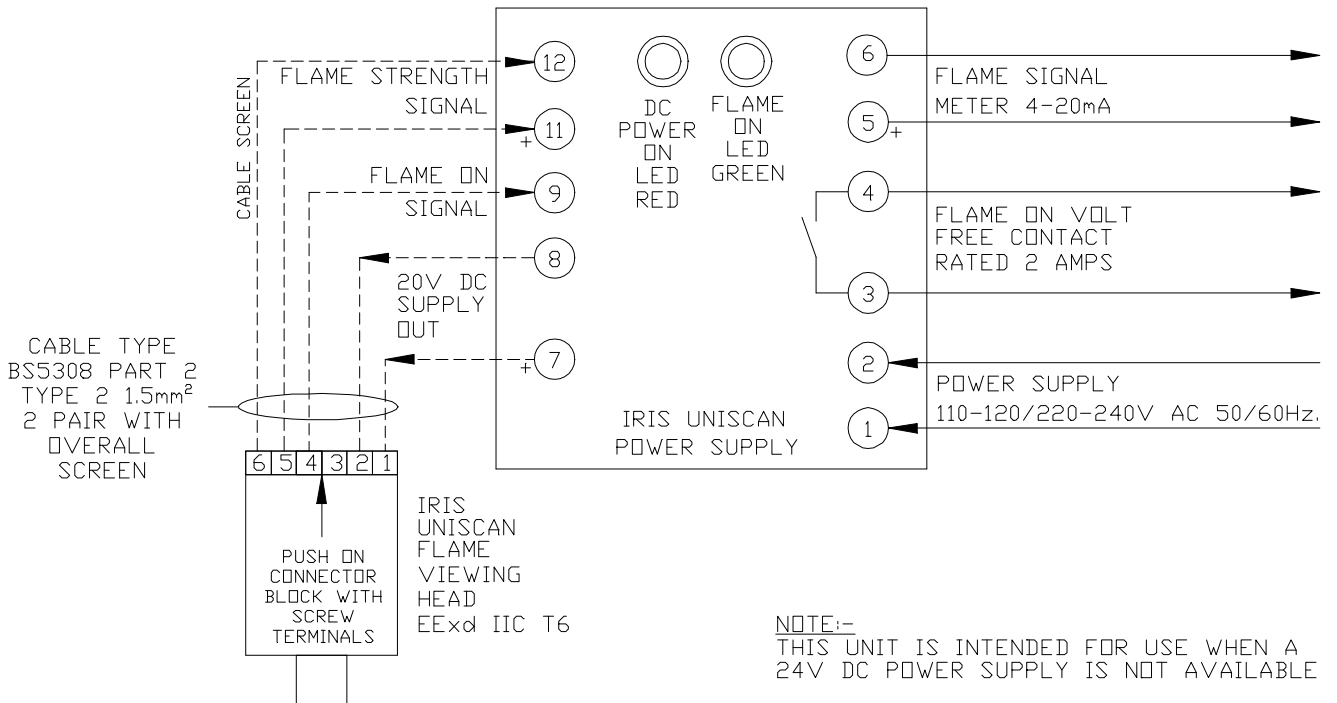 12
FLAME STRENGTH
SIGNAL
CABLE SCREEN
+ 11
FLAME ON
SIGNAL
9
8
20V DC
SUPPLY
OUT
+ 7
CABLE TYPE
BS5308 PART 2
TYPE 2 1.5mm²
2 PAIR WITH
OVERALL
SCREEN
6 5 4 3 2 1
PUSH ON
CONNECTOR
BLOCK WITH
SCREW
TERMINALS
IRIS
UNISCAN
FLAME
VIEWING
HEAD
EExd IIC T6
DC
POWER
ON
LED
RED
FLAME
ON
LED
GREEN
IRIS UNISCAN
POWER SUPPLY
6
FLAME SIGNAL
METER 4-20mA
5 +
4
FLAME ON VOLT
FREE CONTACT
RATED 2 AMPS
3
2
POWER SUPPLY
110-120/220-240V AC 50/60Hz.
1
NOTE:-
THIS UNIT IS INTENDED FOR USE WHEN A
24V DC POWER SUPPLY IS NOT AVAILABLE